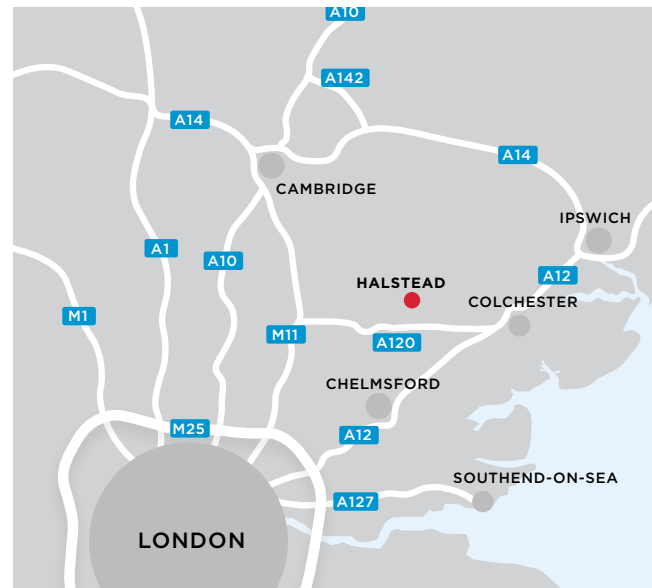 A10
A142
A14
A14
CAMBRIDGE
IPSWICH
A1
A10
A12
HALSTEAD
COLCHESTER
M1
M11
A120
CHELMSFORD
M25
A12
SOUTHEND-ON-SEA
A127
LONDON